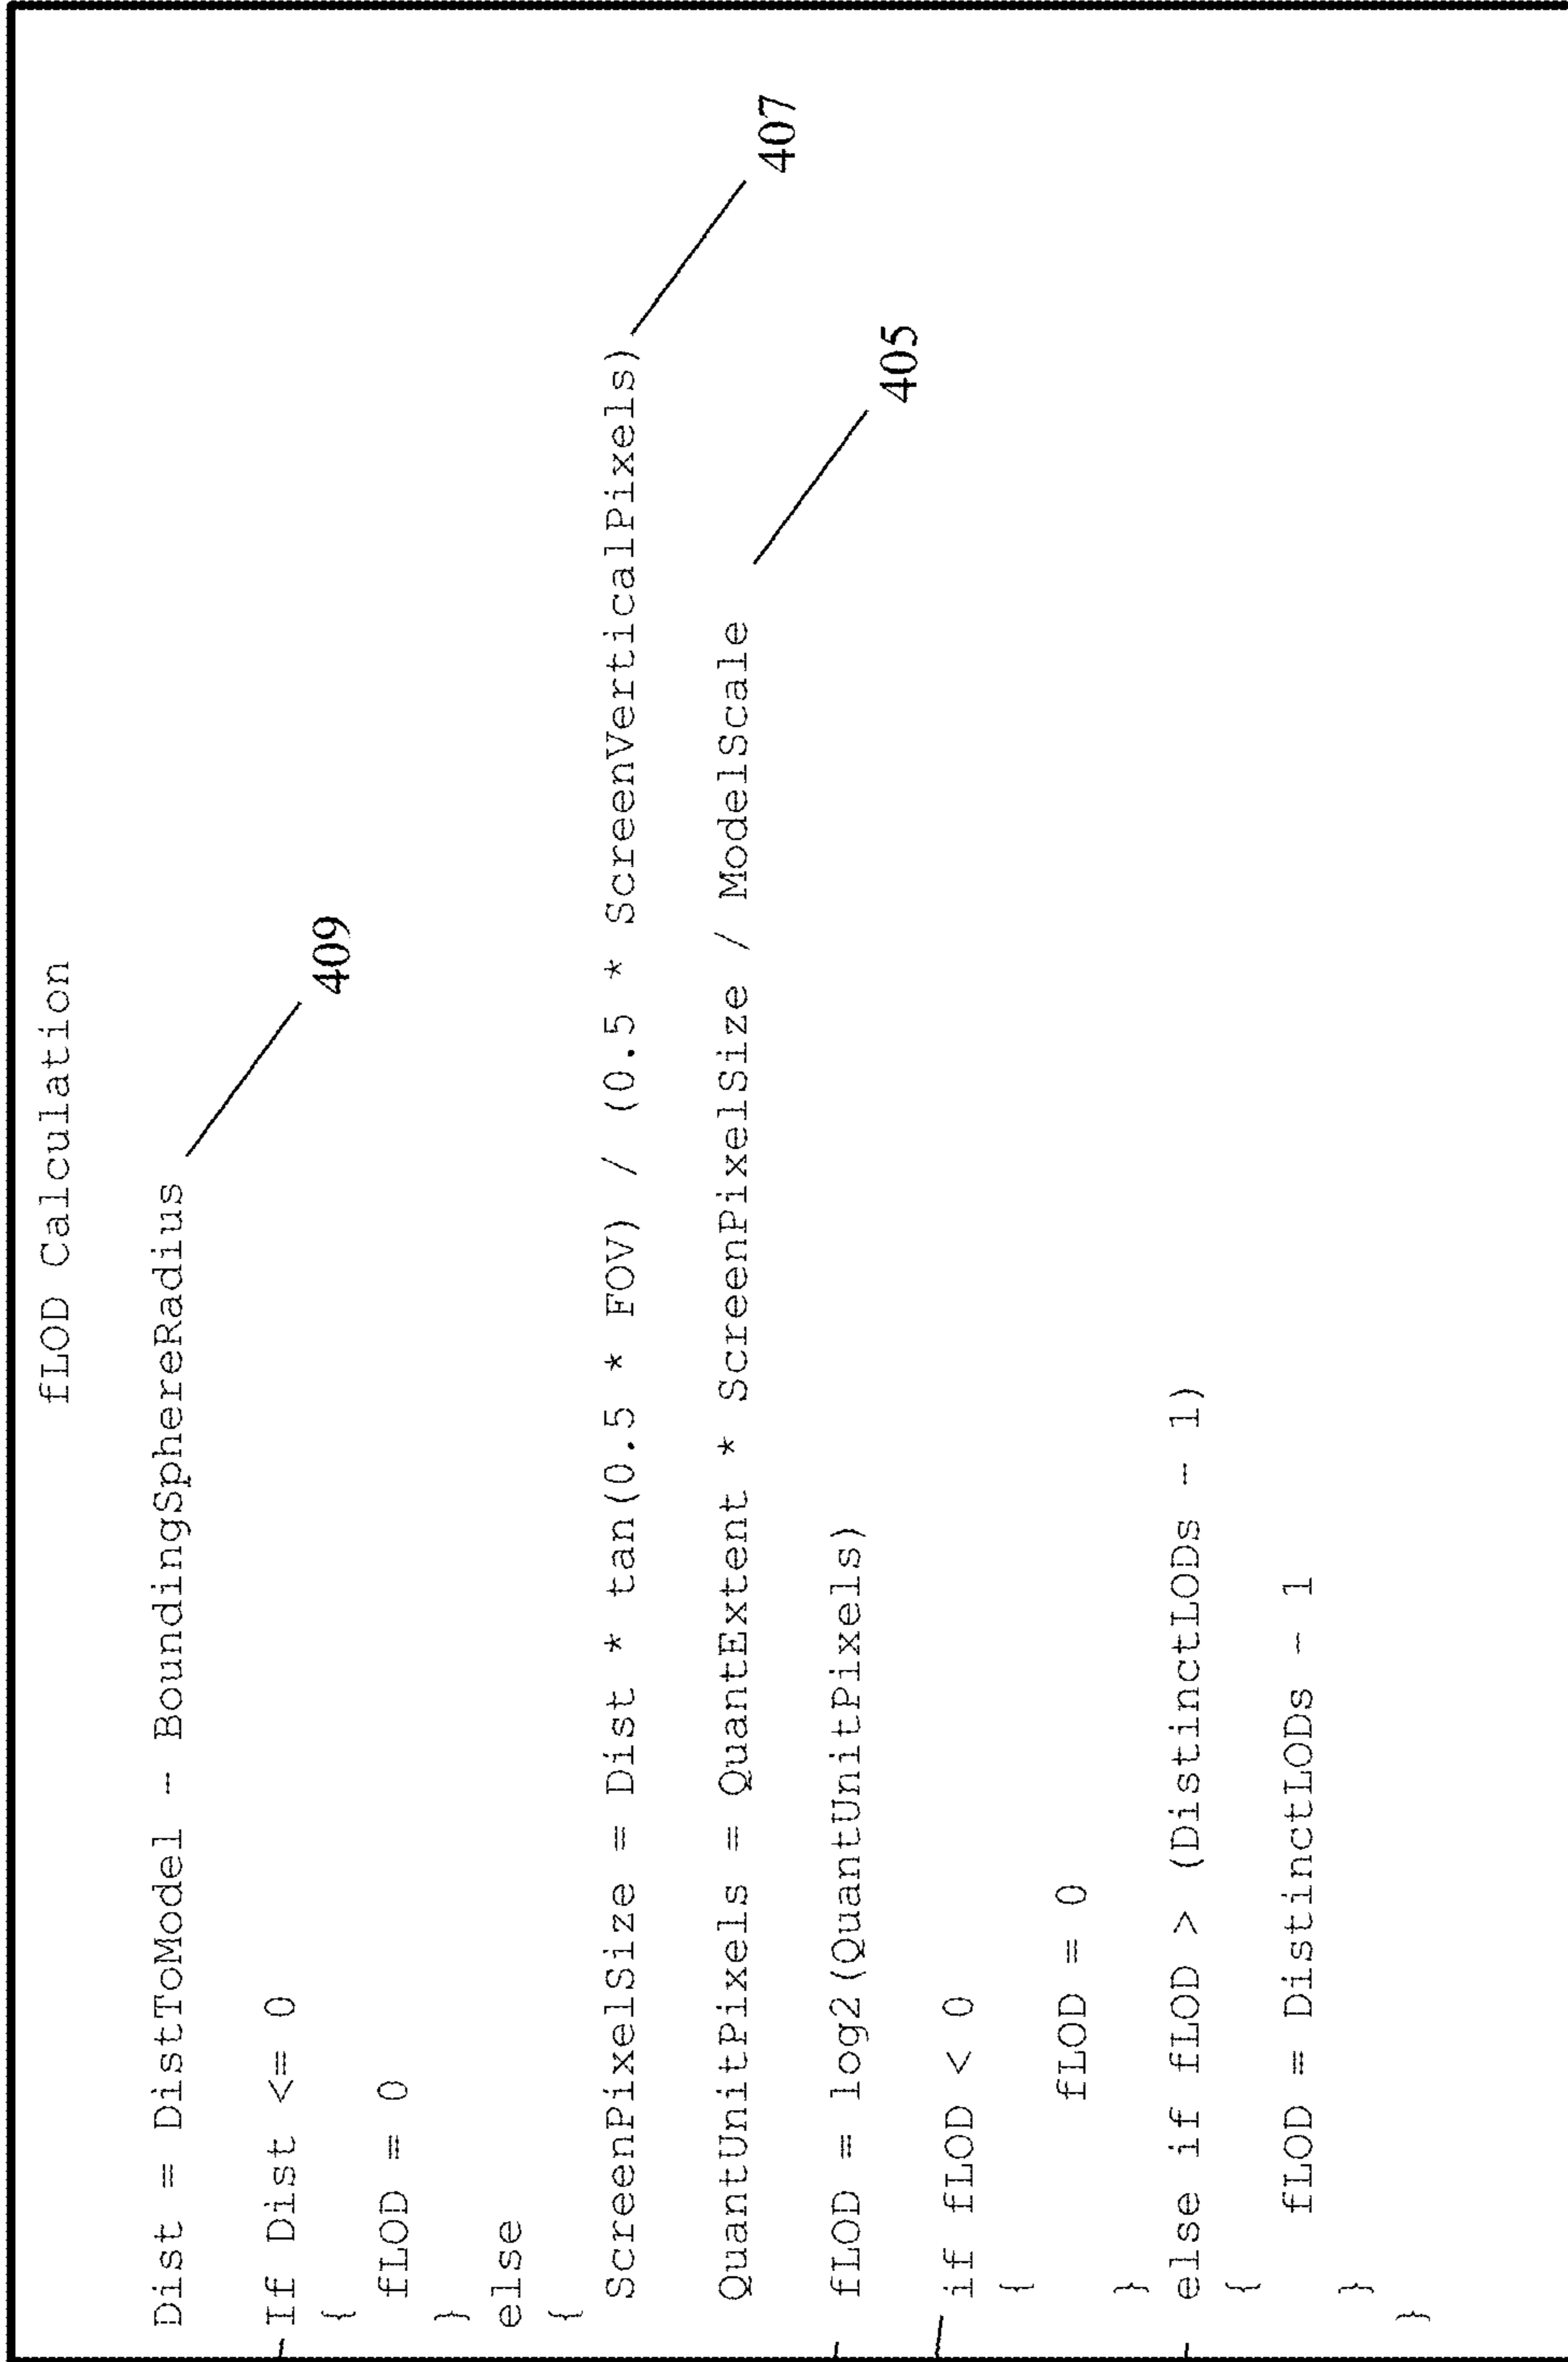 fLOD Calculation
Dist = DistToModel - BoundingSphereRadius
409
If Dist <= 0
{
fLOD = 0
}
else
{
ScreenPixelSize = Dist * tan(0.5 * FOV) / (0.5 * ScreenVerticalPixels)
407
QuantUnitPixels = QuantExtent * ScreenPixelSize / ModelScale
405
fLOD = log2(QuantUnitPixels)
if fLOD < 0
{
fLOD = 0
}
else if fLOD > (DistinctLODs - 1)
{
fLOD = DistinctLODs - 1
}
}